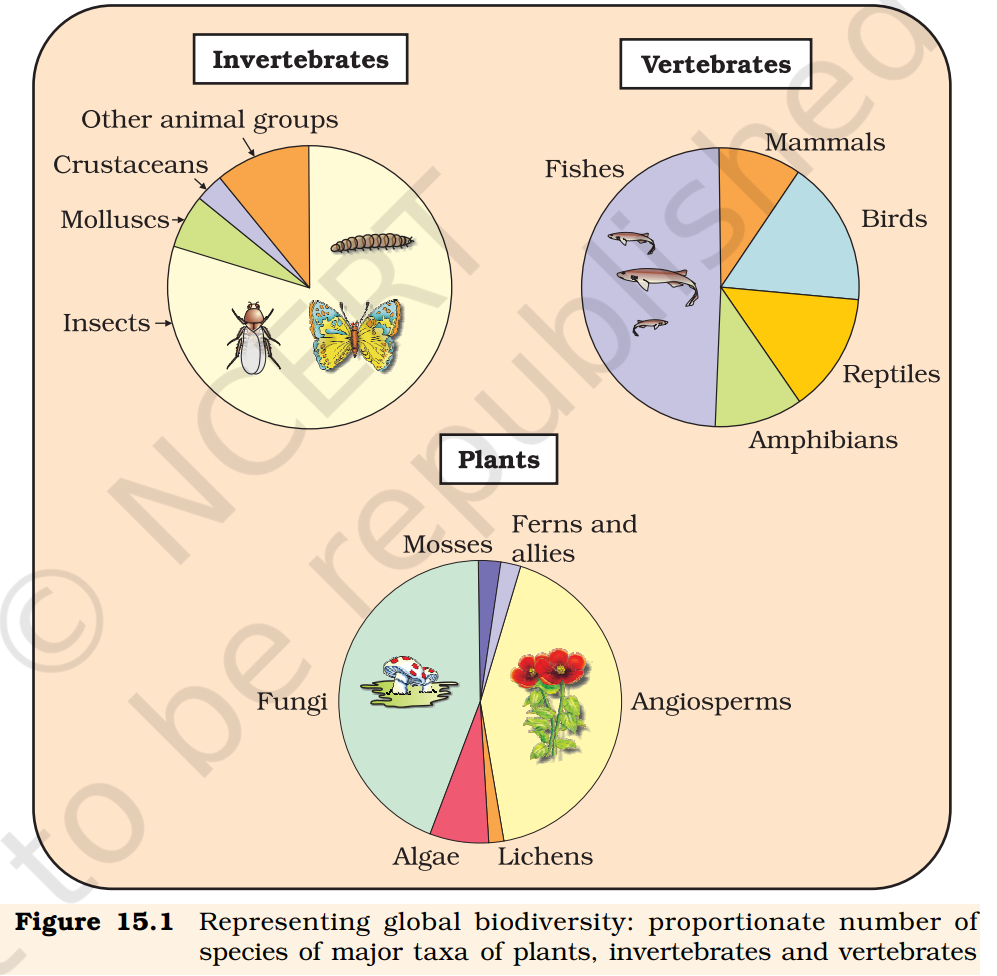 Invertebrates
Other animal groups
Crustaceans
Molluscs
Insects
Vertebrates
Fishes
Mammals
Birds
Reptiles
Amphibians
Plants
Mosses
Ferns and
allies
Fungi
Angiosperms
Algae
Lichens
© NCERT
to be republished
Figure 15.1 Representing global biodiversity: proportionate number of
species of major taxa of plants, invertebrates and vertebrates